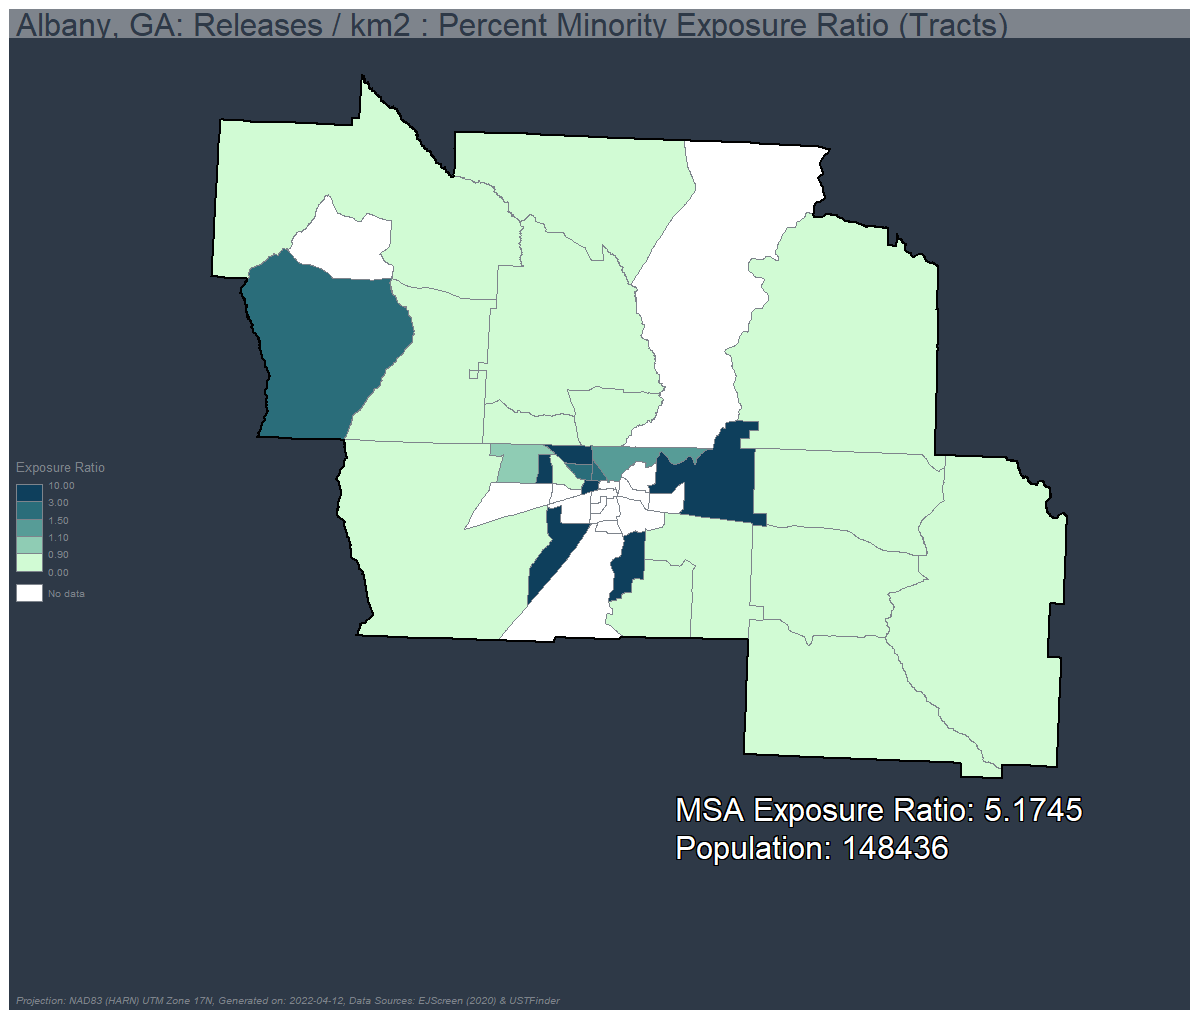 Albany, GA: Releases / km2 : Percent Minority Exposure Ratio (Tracts)
Exposure Ratio
10.00
3.00
1.50
1.10
0.90
0.00
No data
MSA Exposure Ratio: 5.1745
Population: 148436
Projection: NAD83 (HARN) UTM Zone 17N, Generated on: 2022-04-12, Data Sources: EJScreen (2020) & USTFinder